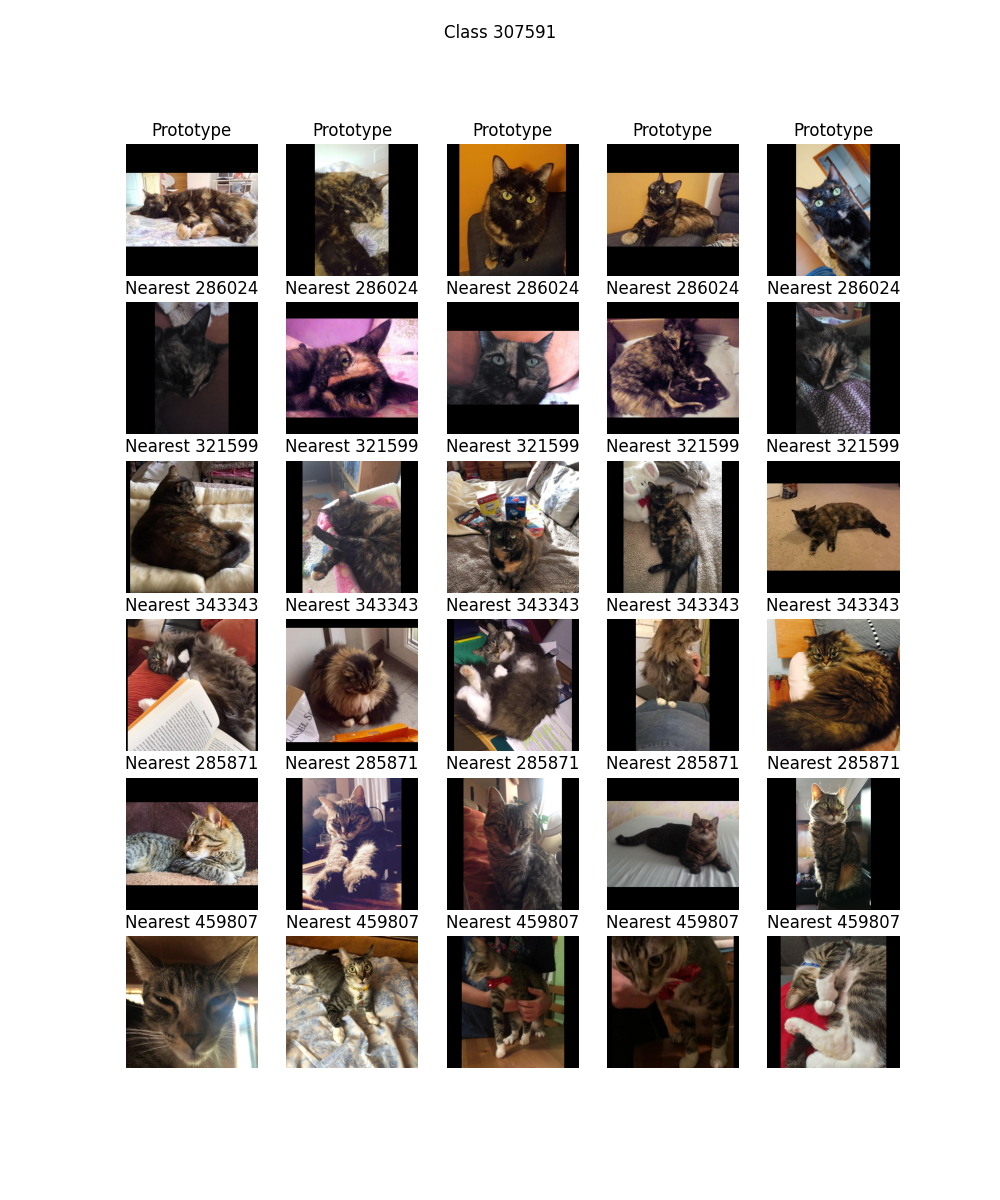 Class 307591
Prototype Prototype Prototype Prototype Prototype
Nearest 286024 Nearest 286024 Nearest 286024 Nearest 286024 Nearest 286024
Nearest 321599 Nearest 321599 Nearest 321599 Nearest 321599 Nearest 321599
Nearest 343343 Nearest 343343 Nearest 343343 Nearest 343343 Nearest 343343
Nearest 285871 Nearest 285871 Nearest 285871 Nearest 285871 Nearest 285871
Nearest 459807 Nearest 459807 Nearest 459807 Nearest 459807 Nearest 459807